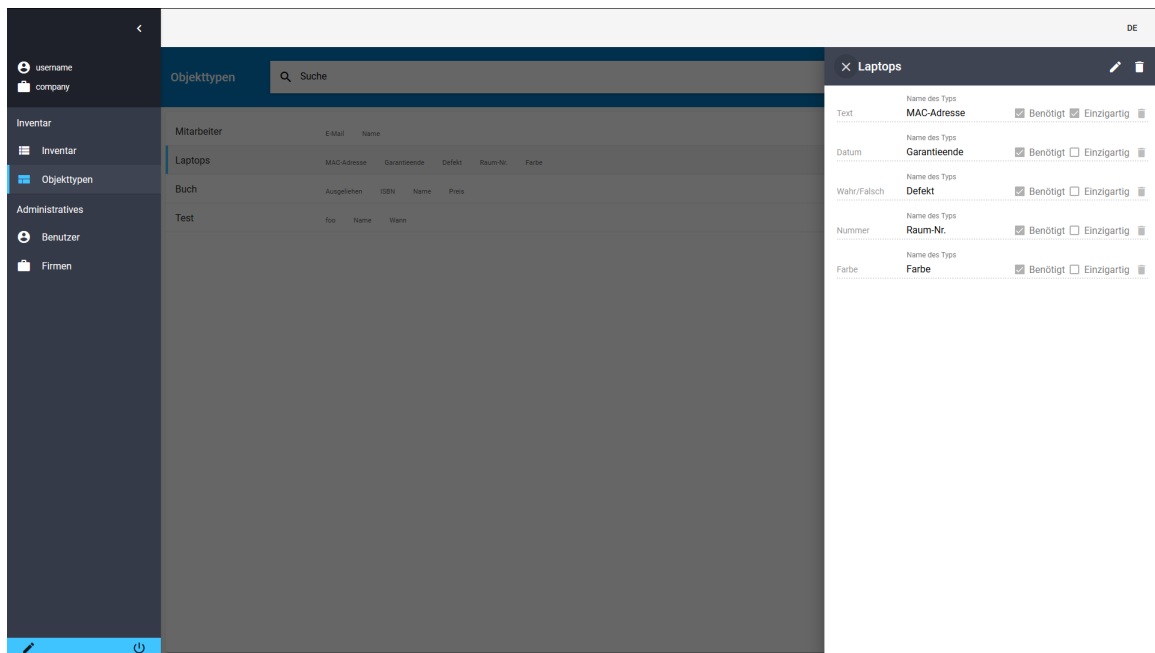 DE
username
company
Inventar
Inventar
Objekttypen
Administratives
Benutzer
Firmen
Objekttypen
Suche
Mitarbeiter E-Mail Name
Laptops MAC-Adresse Garantieende Defekt Raum-Nr. Farbe
Buch Ausgeliehen ISBN Name Preis
Test foo Name Wann
Laptops
Name des Typs
Text MAC-Adresse Benötigt Einzigartig
Name des Typs
Datum Garantieende Benötigt Einzigartig
Name des Typs
Wahr/Falsch Defekt Benötigt Einzigartig
Name des Typs
Nummer Raum-Nr. Benötigt Einzigartig
Name des Typs
Farbe Farbe Benötigt Einzigartig